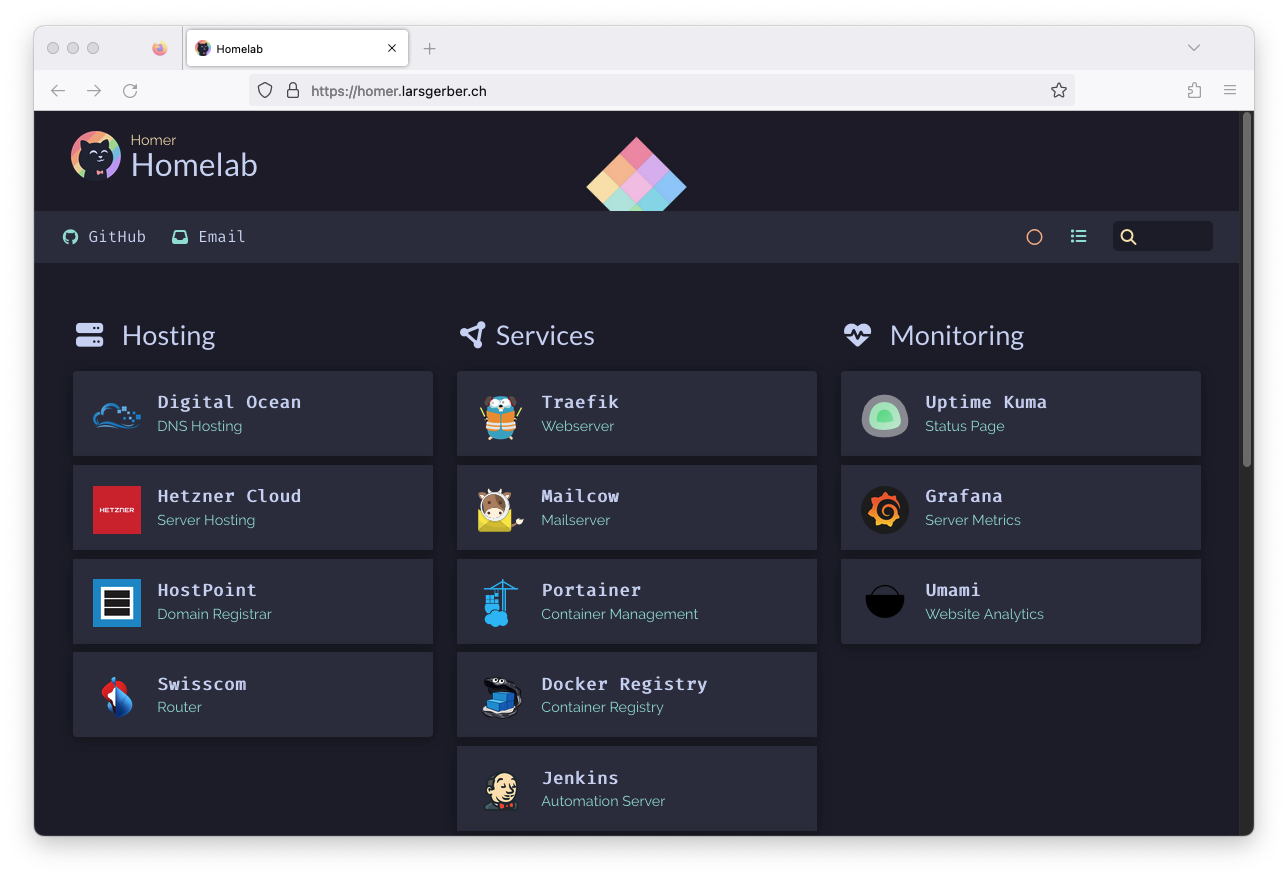 Homelab
https://homer.larsgerber.ch
Homer
Homelab
GitHub
Email
Hosting
Digital Ocean
DNS Hosting
HETZNER
Hetzner Cloud
Server Hosting
HostPoint
Domain Registrar
Swisscom
Router
Services
Traefik
Webserver
Mailcow
Mailserver
Portainer
Container Management
Docker Registry
Container Registry
Jenkins
Automation Server
Monitoring
Uptime Kuma
Status Page
Grafana
Server Metrics
Umami
Website Analytics